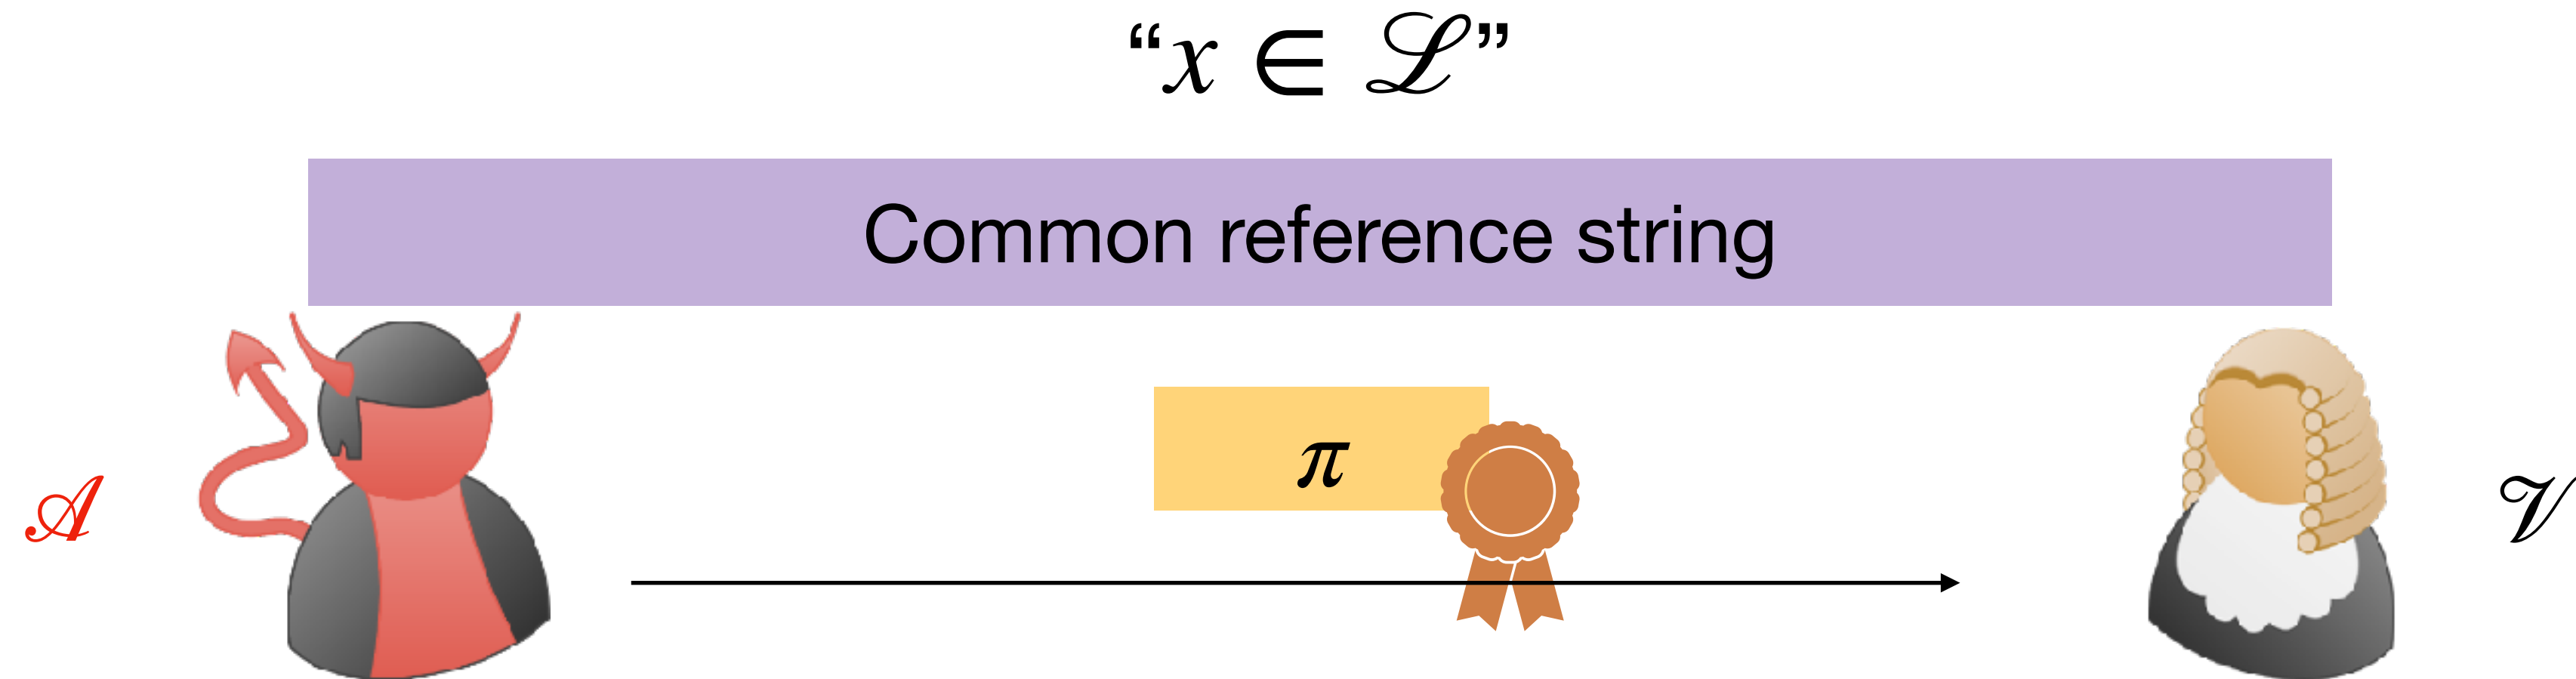 “x ∈ ℒ”
Common reference string
π
𝒜
𝒱